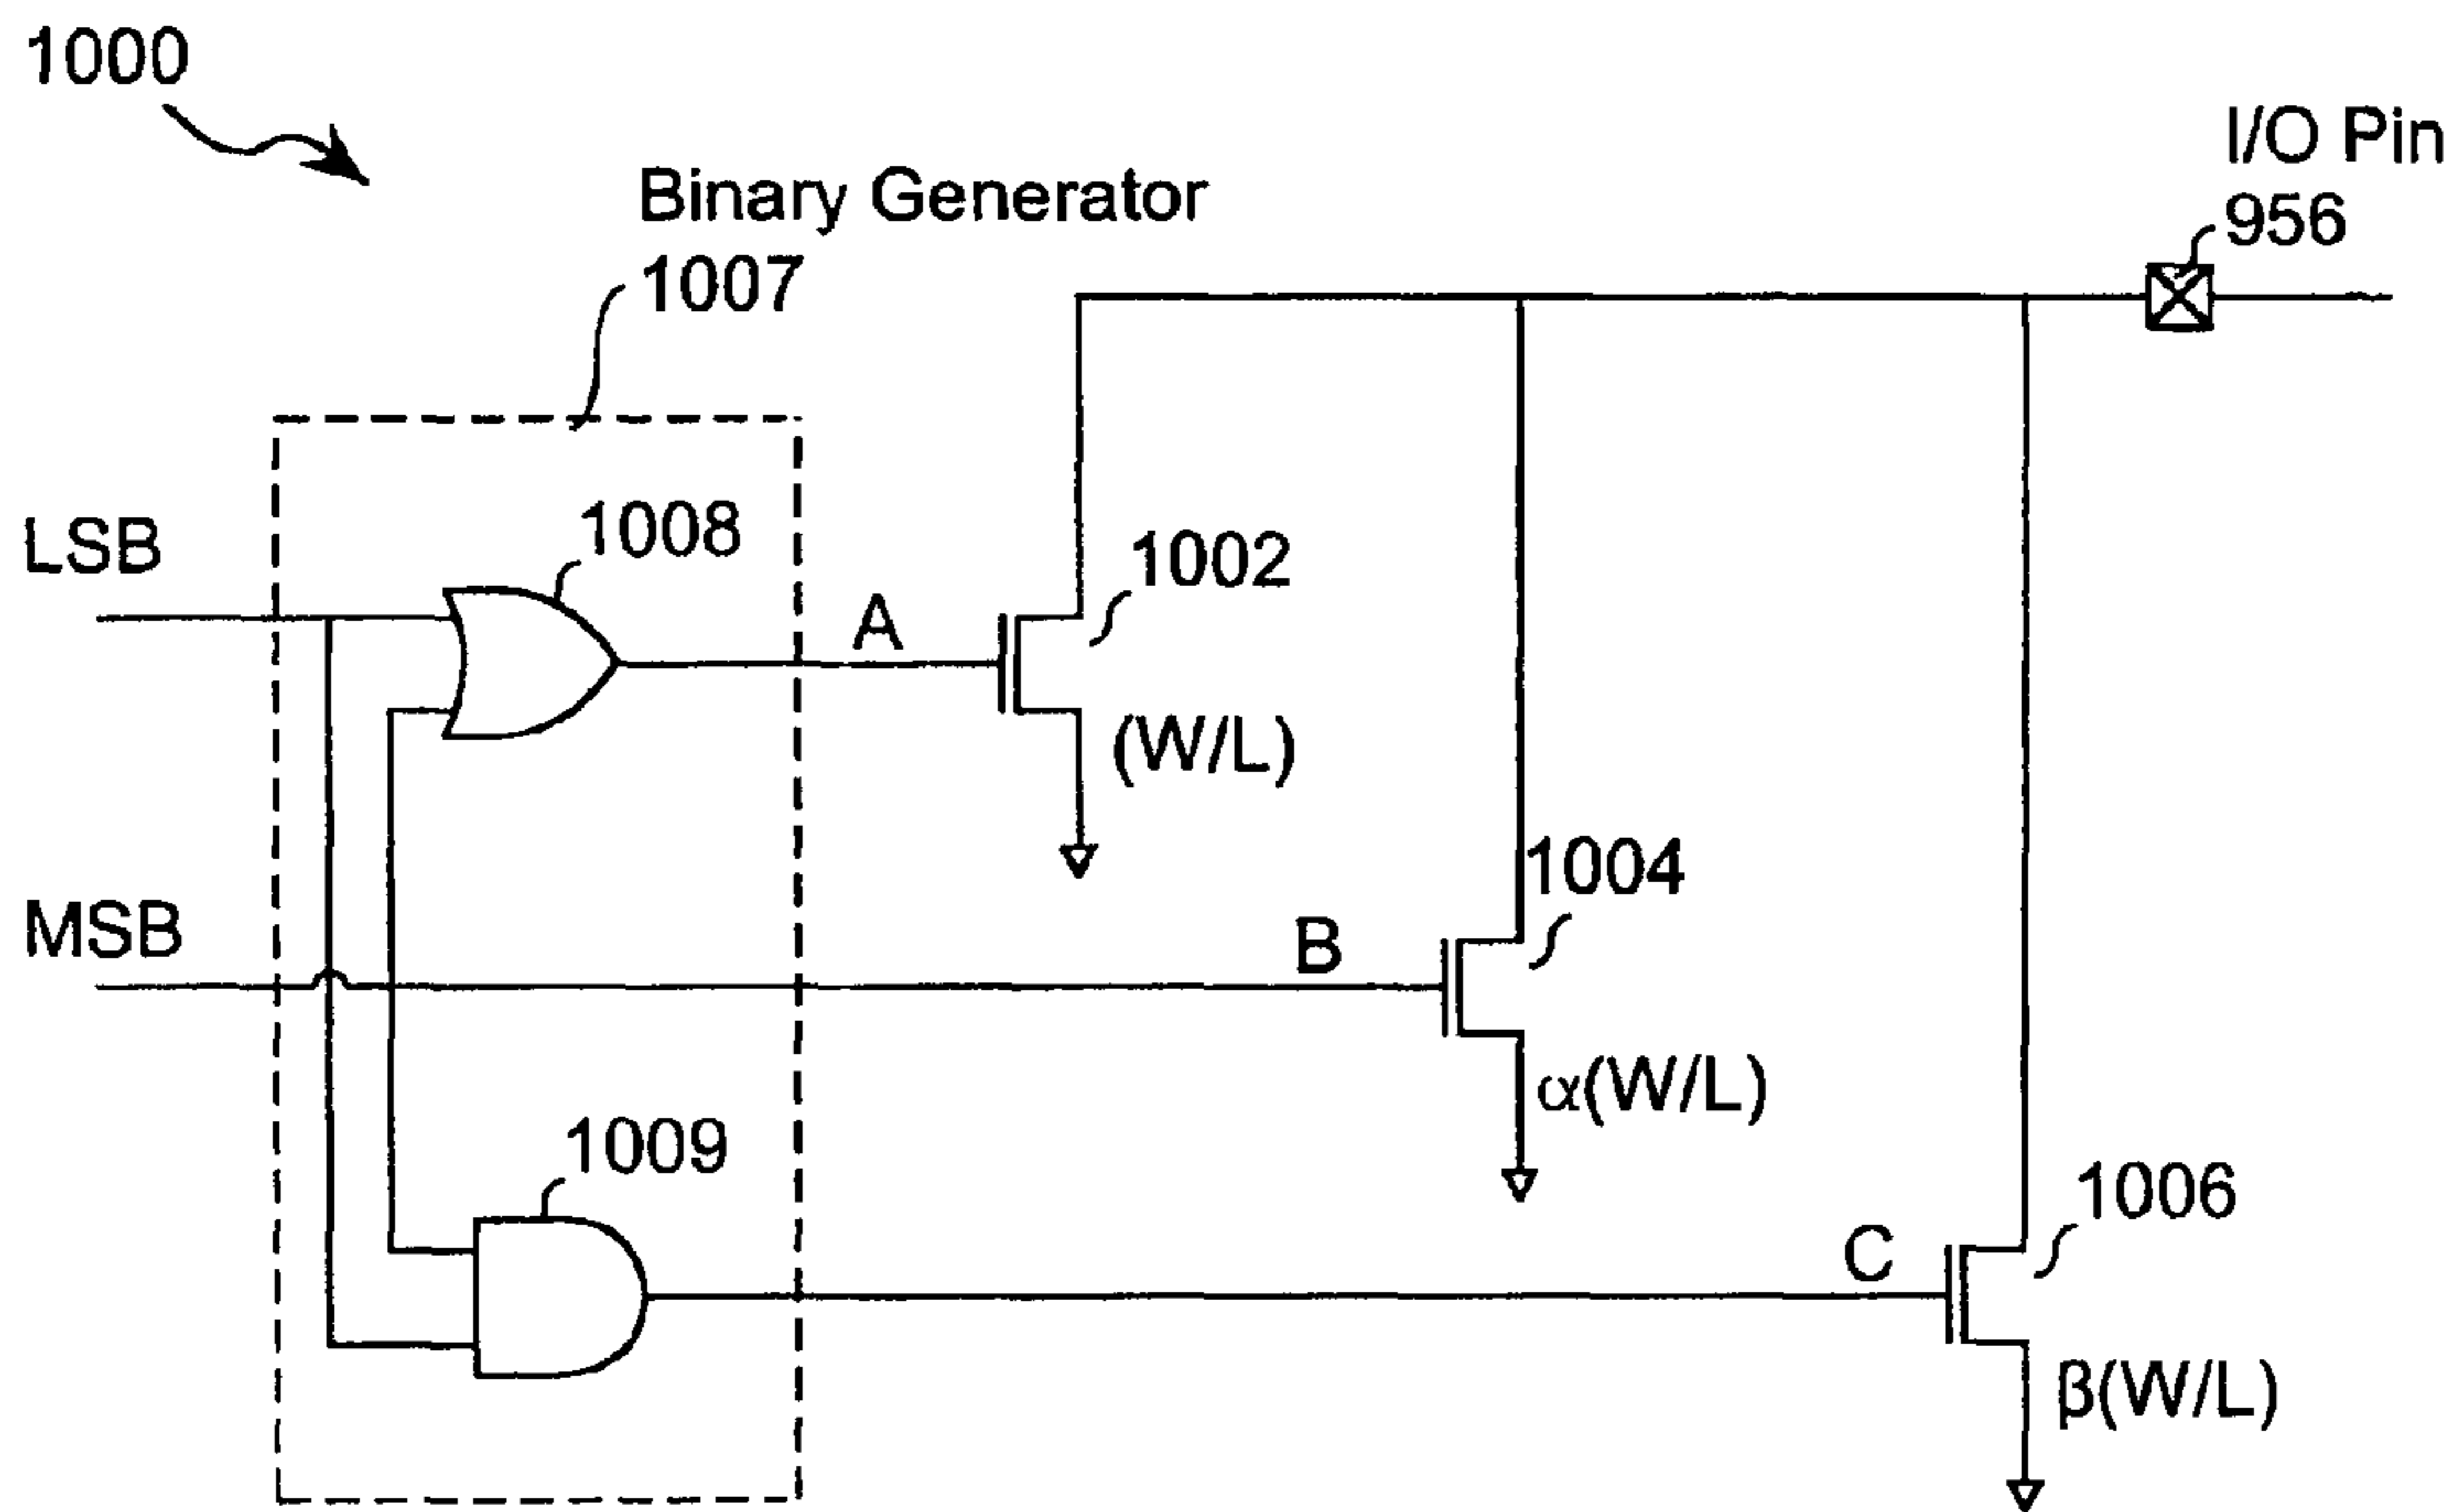 1000
I/O Pin
956
Binary Generator
1007
LSB
1008
A
1002
(W/L)
MSB
B
1004
α(W/L)
1009
C
1006
β(W/L)